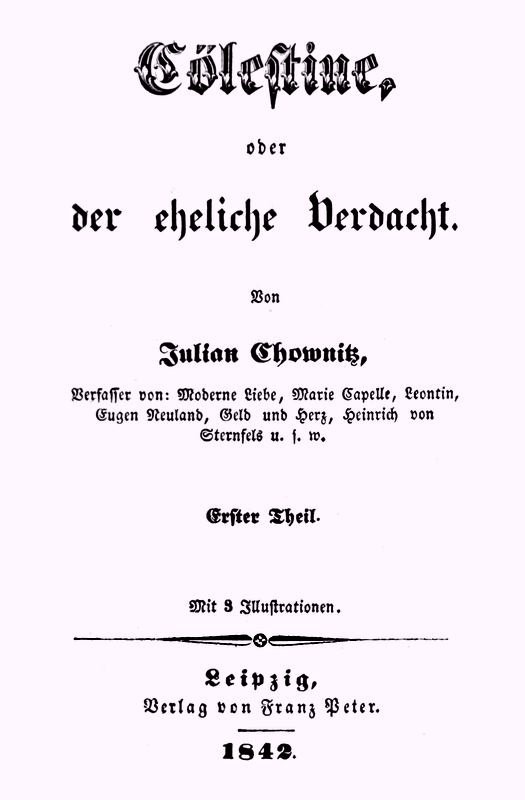 Cölestine,
oder
der eheliche Verdacht.
Von
Julian Chownitz,
Verfasser von: Moderne Liebe, Marie Capelle, Leontin,
Eugen Neuland, Geld und Herz, Heinrich von
Sternfels u. s. w.
Erster Theil.
Mit 3 Illustrationen.
Leipzig,
Verlag von Franz Peter.
1842.